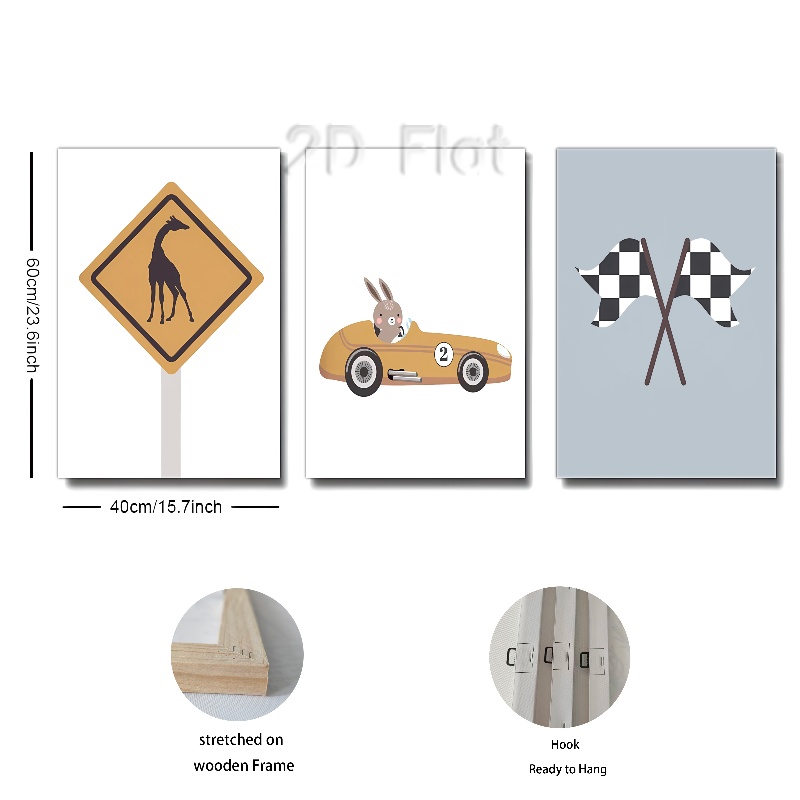 2D Flat
60cm/23.6inch
2
40cm/15.7inch
stretched on
wooden Frame
Hook
Ready to Hang